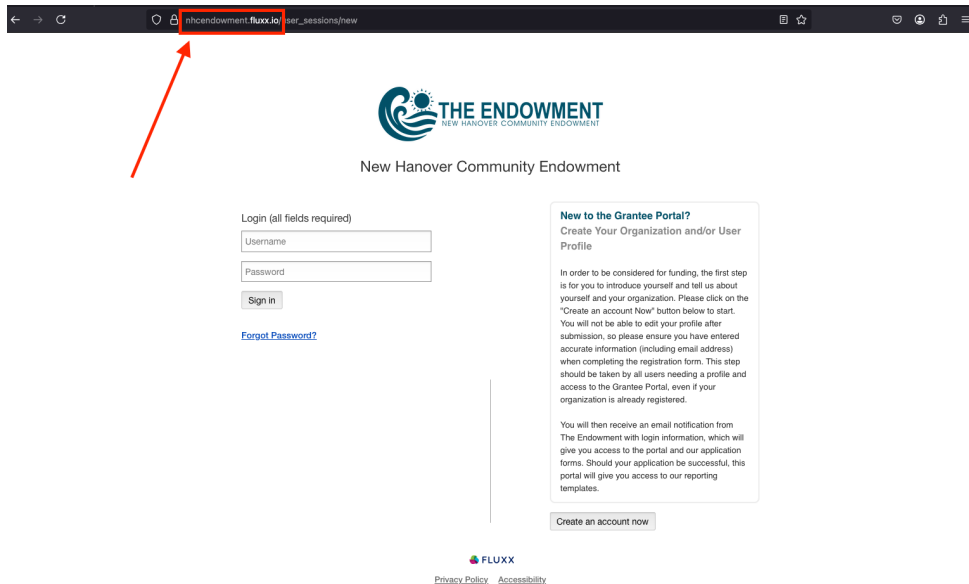 nhcendowment.fluxx.io/user_sessions/new
THE ENDOWMENT
NEW HANOVER COMMUNITY ENDOWMENT
New Hanover Community Endowment
Login (all fields required)
Username
Password
Sign in
Forgot Password?
New to the Grantee Portal?
Create Your Organization and/or User
Profile
In order to be considered for funding, the first step
is for you to introduce yourself and tell us about
yourself and your organization. Please click on the
"Create an account Now" button below to start.
You will not be able to edit your profile after
submission, so please ensure you have entered
accurate information (including email address)
when completing the registration form. This step
should be taken by all users needing a profile and
access to the Grantee Portal, even if your
organization is already registered.
You will then receive an email notification from
The Endowment with login information, which will
give you access to the portal and our application
forms. Should your application be successful, this
portal will give you access to our reporting
templates.
Create an account now
FLUXX
Privacy Policy Accessibility